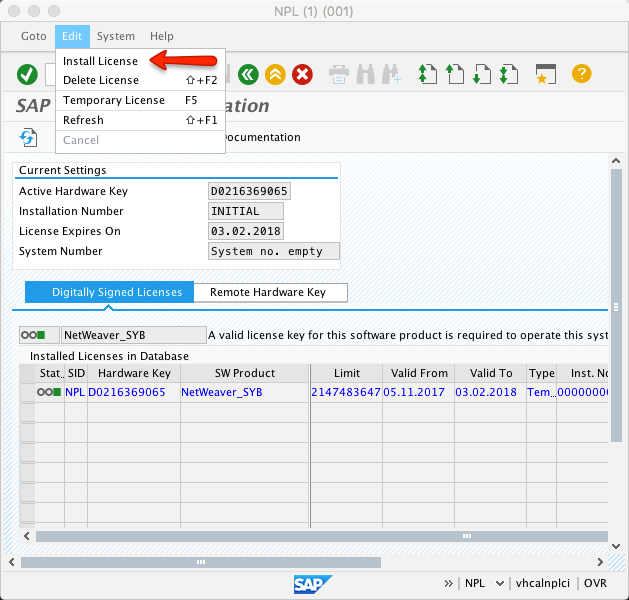 NPL (1) (001)
Goto Edit System Help
Install License
Delete License ⇧+F2
Temporary License F5
Refresh ⇧+F1
Cancel
SAP ation
ocumentation
Current Settings
Active Hardware Key D0216369065
Installation Number INITIAL
License Expires On 03.02.2018
System Number System no. empty
Digitally Signed Licenses Remote Hardware Key
NetWeaver_SYB A valid license key for this software product is required to operate this syst
Installed Licenses in Database
Stat. SID Hardware Key SW Product Limit Valid From Valid To Type Inst. No
NPL D0216369065 NetWeaver_SYB 2147483647 05.11.2017 03.02.2018 Tem… 0000000
SAP
» NPL vhcalnplci OVR